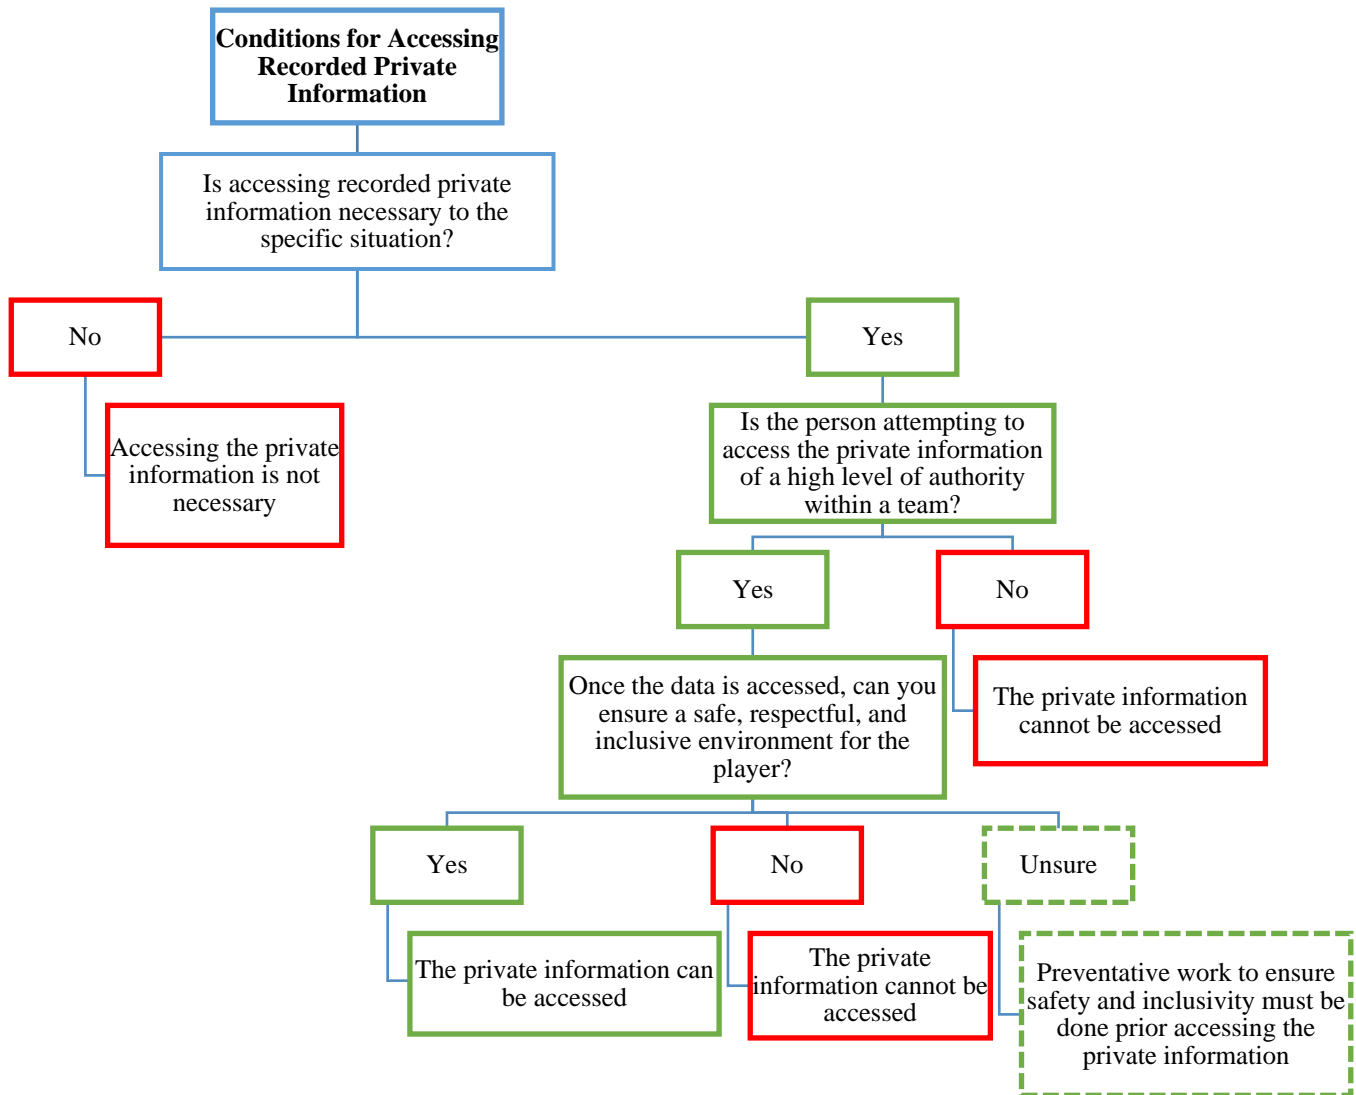 Conditions for Accessing
Recorded Private
Information
Is accessing recorded private
information necessary to the
specific situation?
No
Yes
Accessing the private
information is not
necessary
Is the person attempting to
access the private information
of a high level of authority
within a team?
Yes
No
Once the data is accessed, can you
ensure a safe, respectful, and
inclusive environment for the
player?
The private information
cannot be accessed
Yes
No
Unsure
The private information can
be accessed
The private
information cannot be
accessed
Preventative work to ensure
safety and inclusivity must be
done prior accessing the
private information